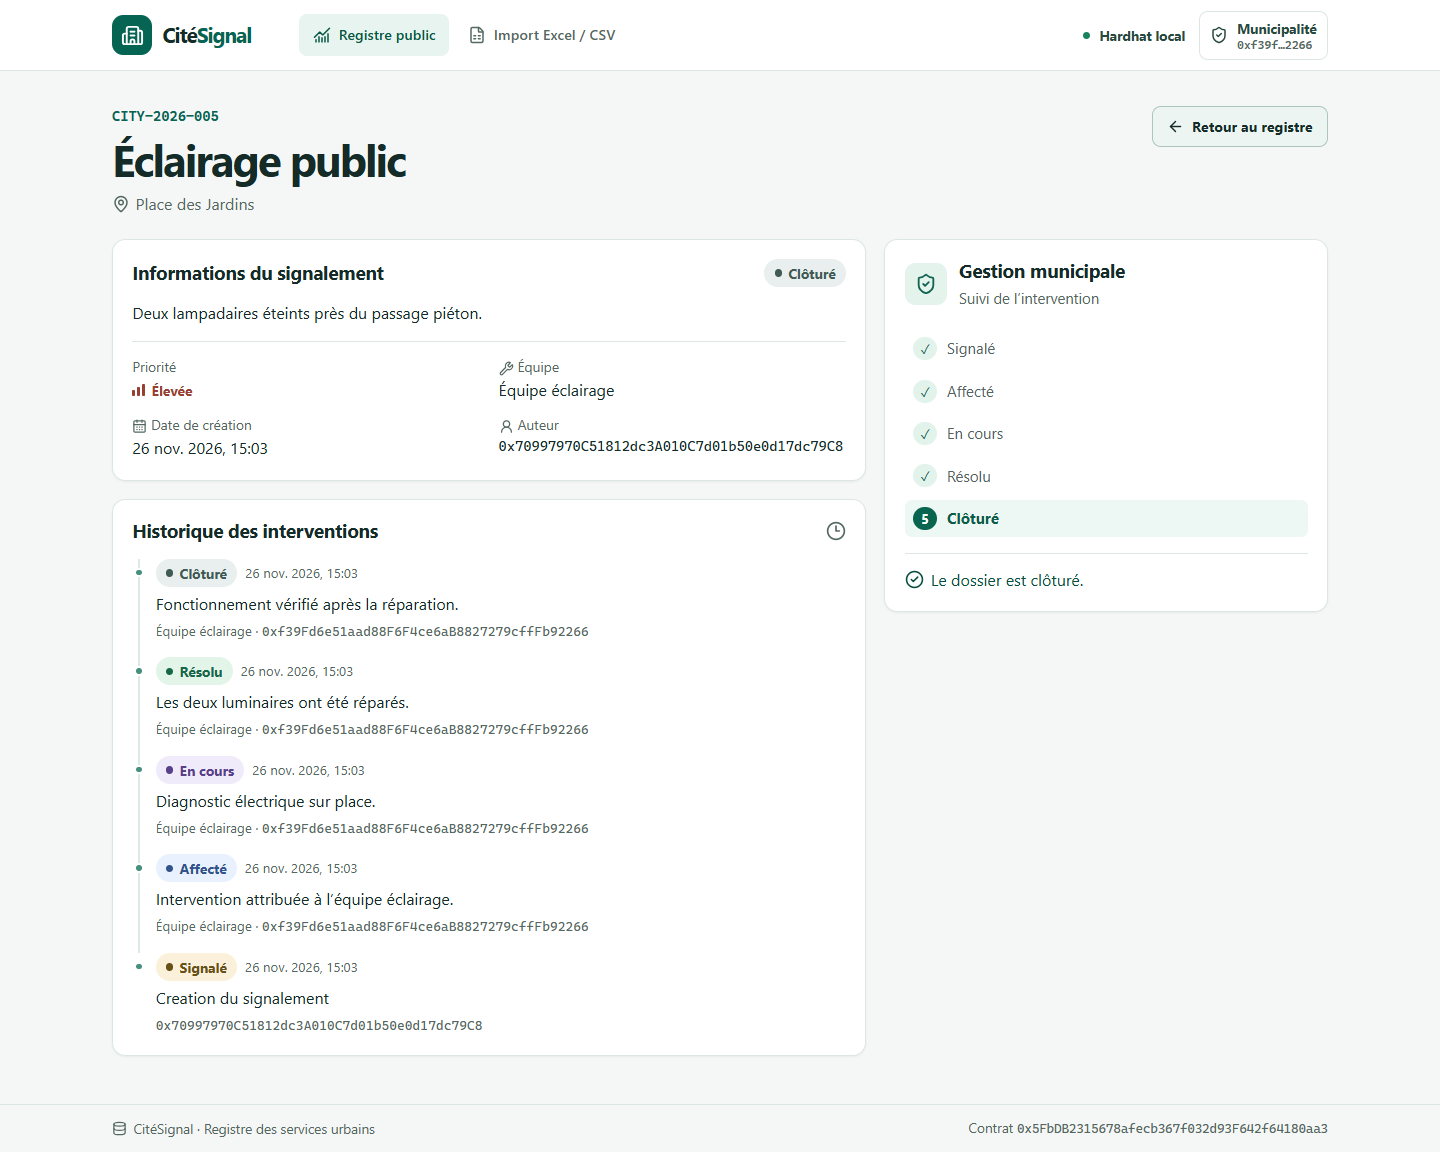 CitéSignal
Registre public
Import Excel / CSV
Hardhat local
Municipalité
0xf39f…2266
CITY-2026-005
Éclairage public
Place des Jardins
Retour au registre
Informations du signalement
Clôturé
Deux lampadaires éteints près du passage piéton.
Priorité
Élevée
Équipe
Équipe éclairage
Date de création
26 nov. 2026, 15:03
Auteur
0x70997970C51812dc3A010C7d01b50e0d17dc79C8
Historique des interventions
Clôturé 26 nov. 2026, 15:03
Fonctionnement vérifié après la réparation.
Équipe éclairage · 0xf39Fd6e51aad88F6F4ce6aB8827279cffFb92266
Résolu 26 nov. 2026, 15:03
Les deux luminaires ont été réparés.
Équipe éclairage · 0xf39Fd6e51aad88F6F4ce6aB8827279cffFb92266
En cours 26 nov. 2026, 15:03
Diagnostic électrique sur place.
Équipe éclairage · 0xf39Fd6e51aad88F6F4ce6aB8827279cffFb92266
Affecté 26 nov. 2026, 15:03
Intervention attribuée à l’équipe éclairage.
Équipe éclairage · 0xf39Fd6e51aad88F6F4ce6aB8827279cffFb92266
Signalé 26 nov. 2026, 15:03
Creation du signalement
0x70997970C51812dc3A010C7d01b50e0d17dc79C8
Gestion municipale
Suivi de l’intervention
✓ Signalé
✓ Affecté
✓ En cours
✓ Résolu
5 Clôturé
Le dossier est clôturé.
CitéSignal · Registre des services urbains
Contrat 0x5FbDB2315678afecb367f032d93F642f64180aa3